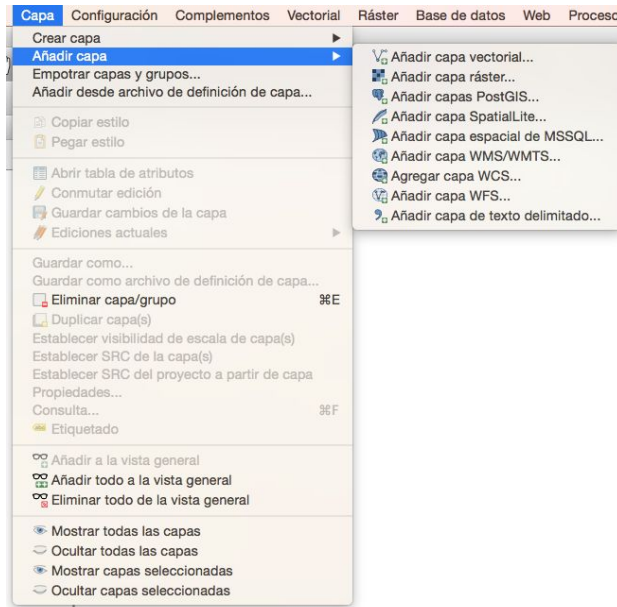 Capa Configuración Complementos Vectorial Ráster Base de datos Web Proceso
Crear capa
Añadir capa
Empotrar capas y grupos...
Añadir desde archivo de definición de capa...
Copiar estilo
Pegar estilo
Abrir tabla de atributos
Conmutar edición
Guardar cambios de la capa
Ediciones actuales
Guardar como...
Guardar como archivo de definición de capa...
Eliminar capa/grupo ⌘E
Duplicar capa(s)
Establecer visibilidad de escala de capa(s)
Establecer SRC de la capa(s)
Establecer SRC del proyecto a partir de capa
Propiedades...
Consulta... ⌘F
Etiquetado
Añadir a la vista general
Añadir todo a la vista general
Eliminar todo de la vista general
Mostrar todas las capas
Ocultar todas las capas
Mostrar capas seleccionadas
Ocultar capas seleccionadas
Añadir capa vectorial...
Añadir capa ráster...
Añadir capas PostGIS...
Añadir capa SpatialLite...
Añadir capa espacial de MSSQL...
Añadir capa WMS/WMTS...
Agregar capa WCS...
Añadir capa WFS...
Añadir capa de texto delimitado...